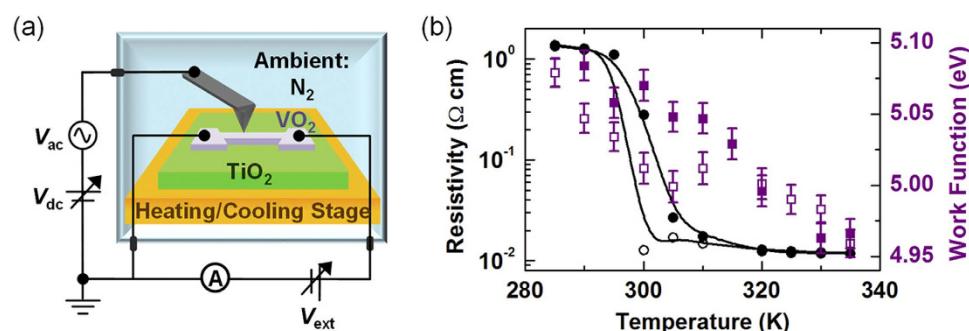 (a)
Ambient:
N2
VO2
Vac
Vdc
TiO2
Heating/Cooling Stage
A
Vext
(b)
Resistivity (Ω cm)
10^0
10^-1
10^-2
280
300
320
340
Temperature (K)
5.10
5.05
5.00
4.95
Work Function (eV)